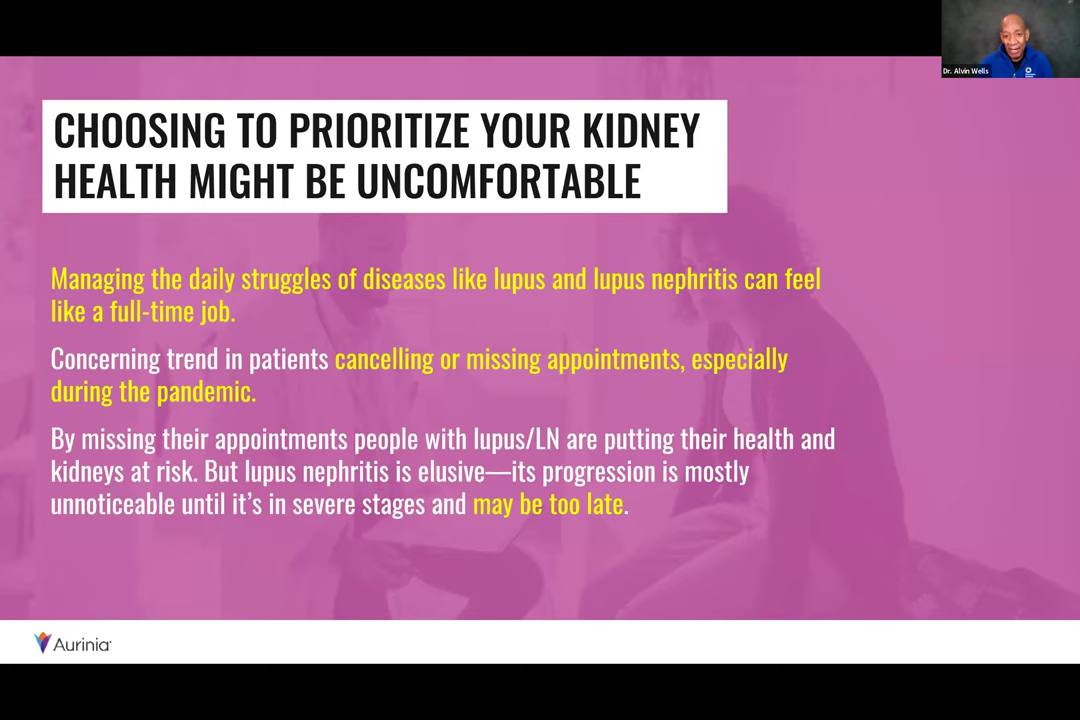 Dr. Alvin Wells
CHOOSING TO PRIORITIZE YOUR KIDNEY
HEALTH MIGHT BE UNCOMFORTABLE
Managing the daily struggles of diseases like lupus and lupus nephritis can feel
like a full-time job.
Concerning trend in patients cancelling or missing appointments, especially
during the pandemic.
By missing their appointments people with lupus/LN are putting their health and
kidneys at risk. But lupus nephritis is elusive—its progression is mostly
unnoticeable until it’s in severe stages and may be too late.
Aurinia